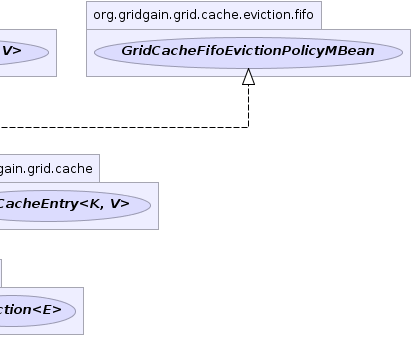 org.gridgain.grid.cache.eviction.fifo
V>
GridCacheFifoEvictionPolicyMBean
gain.grid.cache
CacheEntry<K, V>
ction<E>